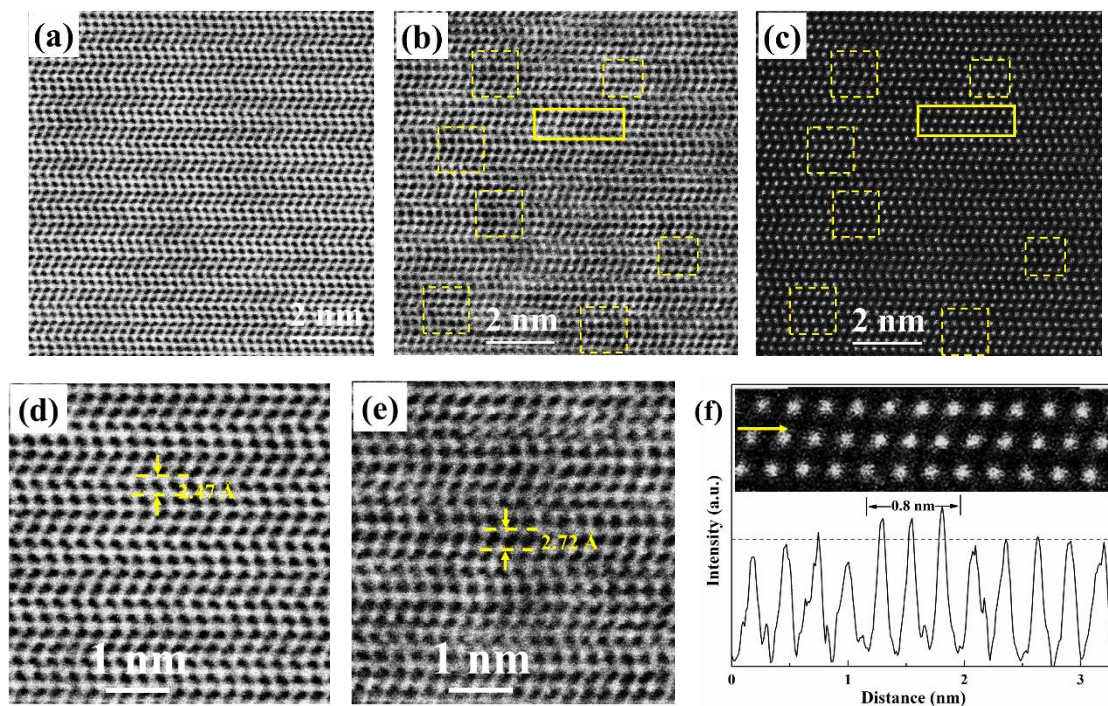 (a)
2 nm
(b)
2 nm
(c)
2 nm
(d)
2.47 Å
1 nm
(e)
2.72 Å
1 nm
(f)
0.8 nm
Intensity (a.u.)
0
1
2
3
Distance (nm)